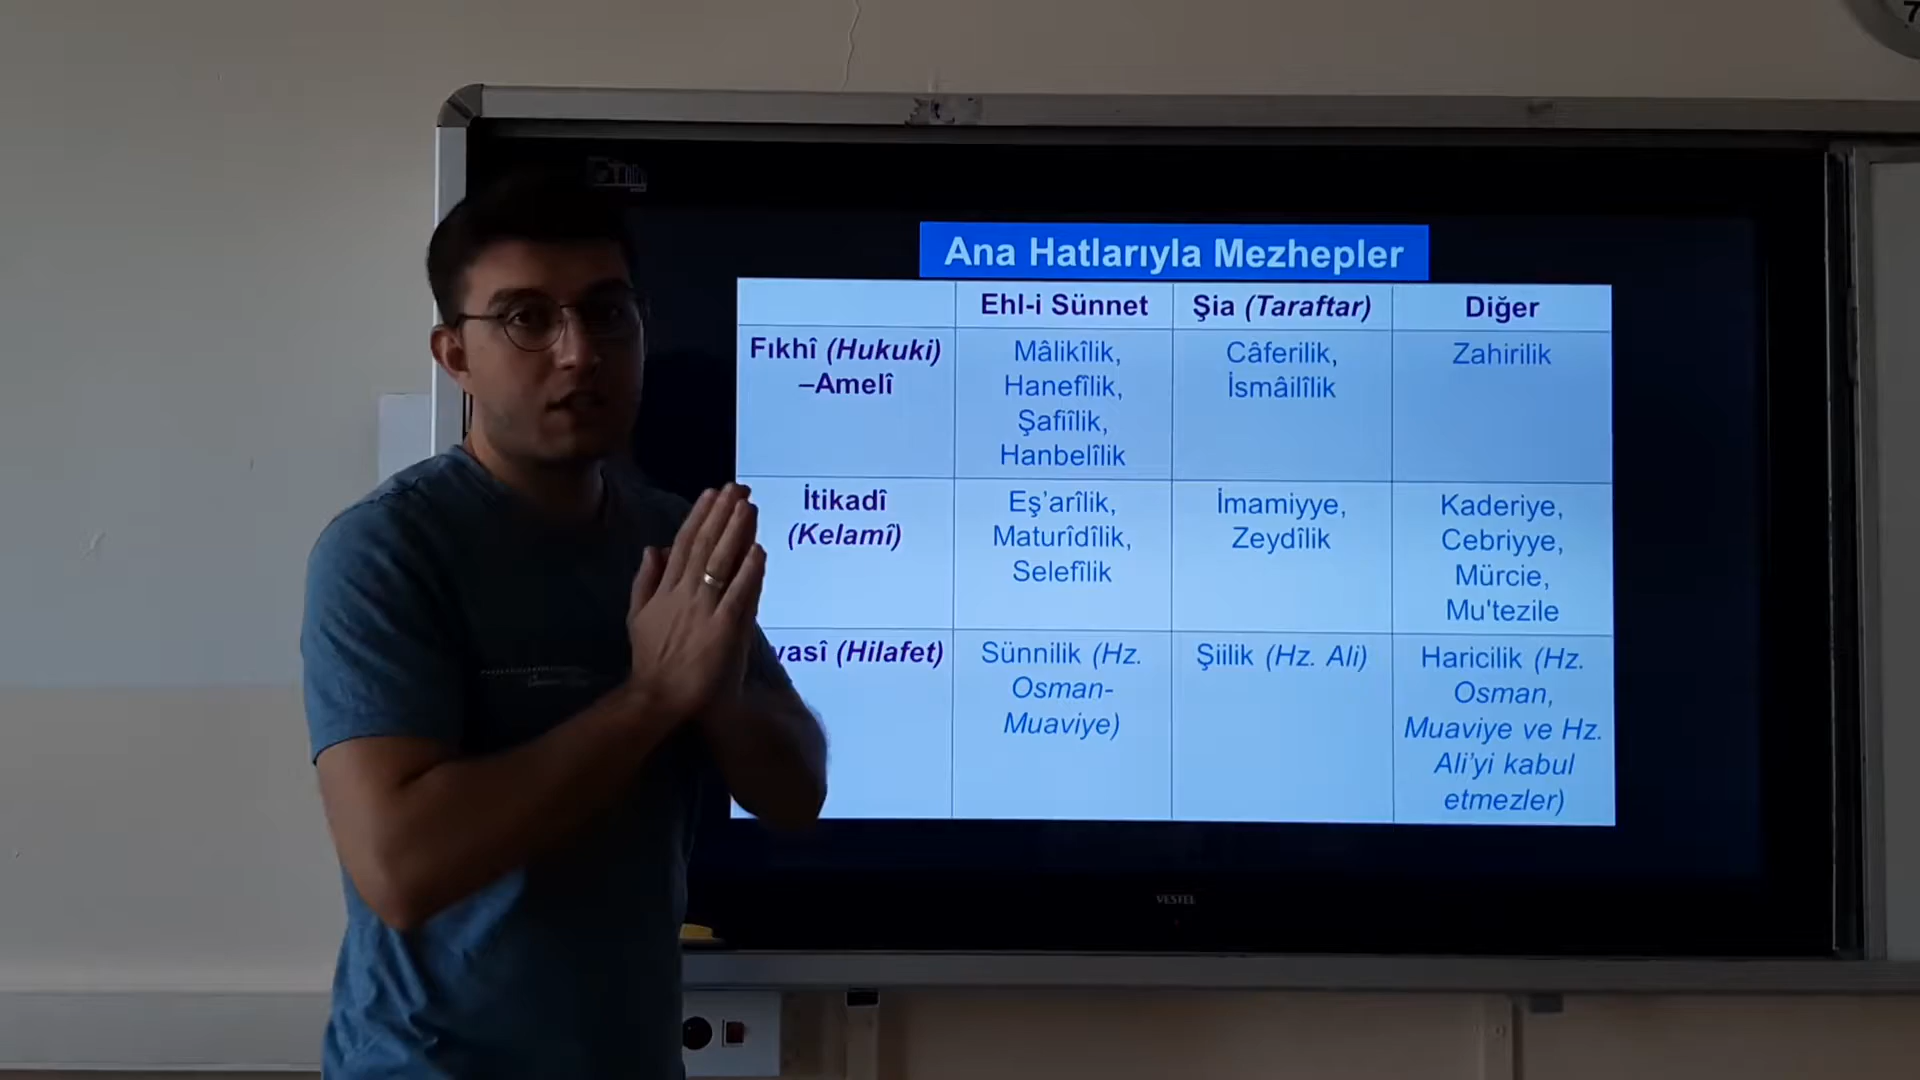 Ana Hatlarıyla Mezhepler
Ehl-i Sünnet
Şia (Taraftar)
Diğer
Fıkhî (Hukuki)
–Amelî
Mâlikîlik,
Hanefîlik,
Şafiîlik,
Hanbelîlik
Câferilik,
İsmâilîlik
Zahirilik
İtikadî
(Kelamî)
Eş'arîlik,
Maturîdîlik,
Selefîlik
İmamiyye,
Zeydîlik
Kaderiye,
Cebriyye,
Mürcie,
Mu'tezile
yasî (Hilafet)
Sünnilik (Hz.
Osman-
Muaviye)
Şiilik (Hz. Ali)
Haricilik (Hz.
Osman,
Muaviye ve Hz.
Ali'yi kabul
etmezler)
VESTEL
7